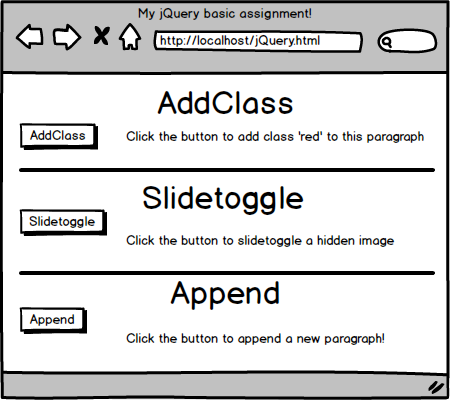 My jQuery basic assignment!
http://localhost/jQuery.html
AddClass
AddClass
Click the button to add class 'red' to this paragraph
Slidetoggle
Slidetoggle
Click the button to slidetoggle a hidden image
Append
Append
Click the button to append a new paragraph!